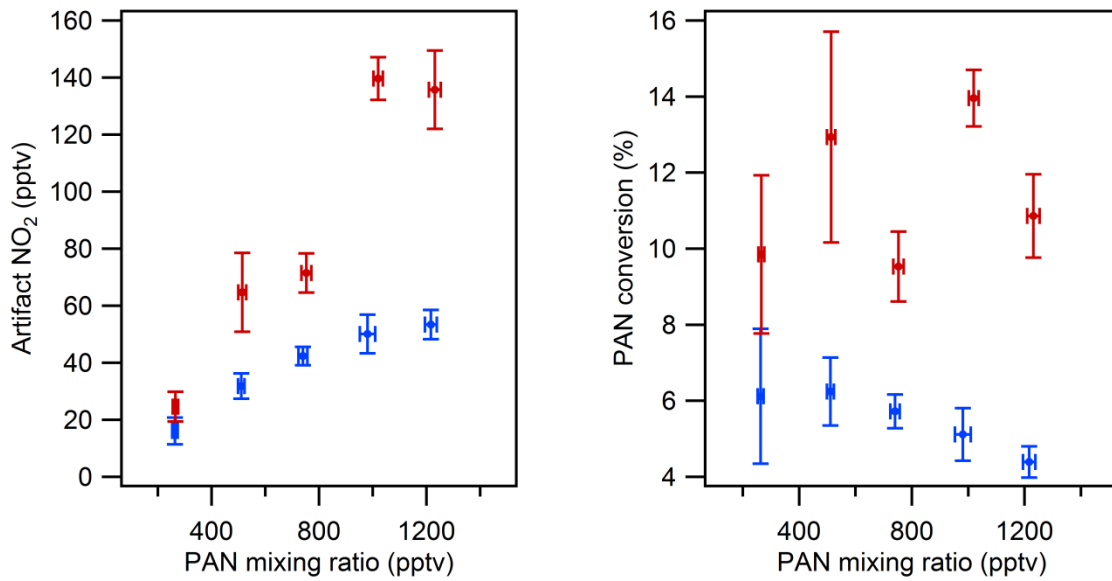 160
140
120
100
80
60
40
20
0
Artifact NO₂ (pptv)
400 800 1200
PAN mixing ratio (pptv)
16
14
12
10
8
6
4
PAN conversion (%)
400 800 1200
PAN mixing ratio (pptv)